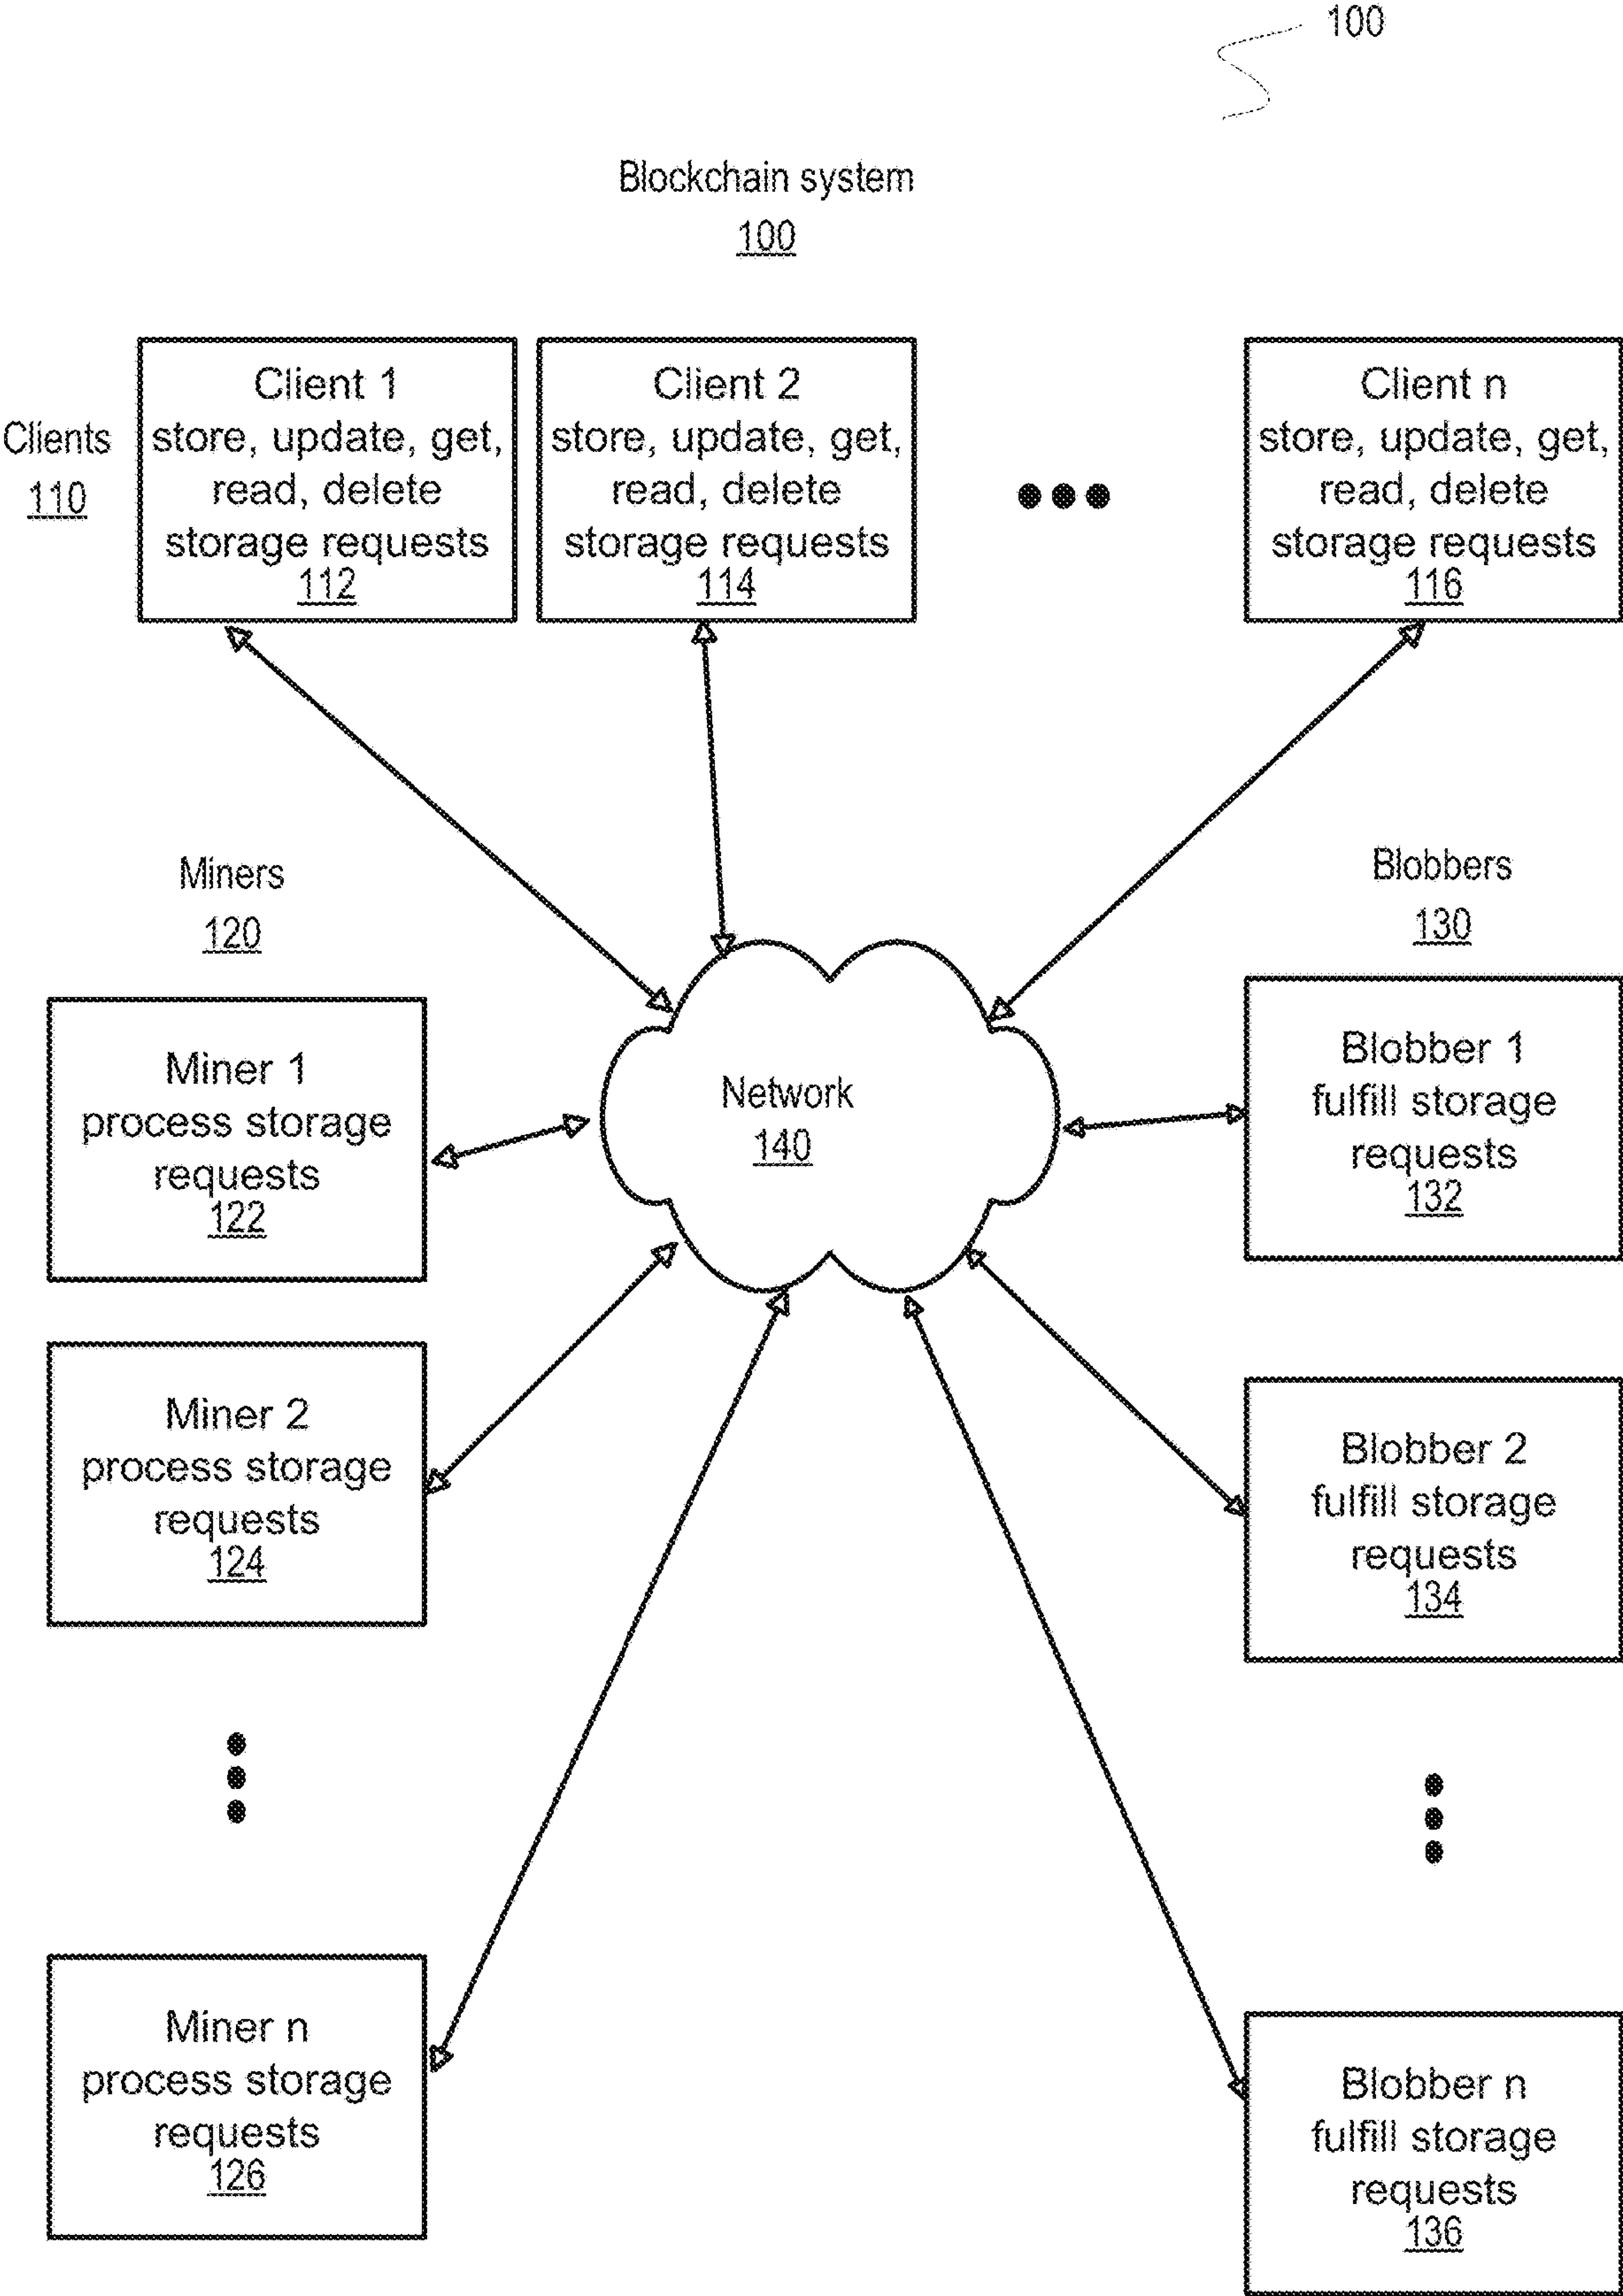 100
Blockchain system
100
Clients
110
Client 1
store, update, get,
read, delete
storage requests
112
Client 2
store, update, get,
read, delete
storage requests
114
Client n
store, update, get,
read, delete
storage requests
116
Miners
120
Blobbers
130
Miner 1
process storage
requests
122
Network
140
Blobber 1
fulfill storage
requests
132
Miner 2
process storage
requests
124
Blobber 2
fulfill storage
requests
134
Miner n
process storage
requests
126
Blobber n
fulfill storage
requests
136